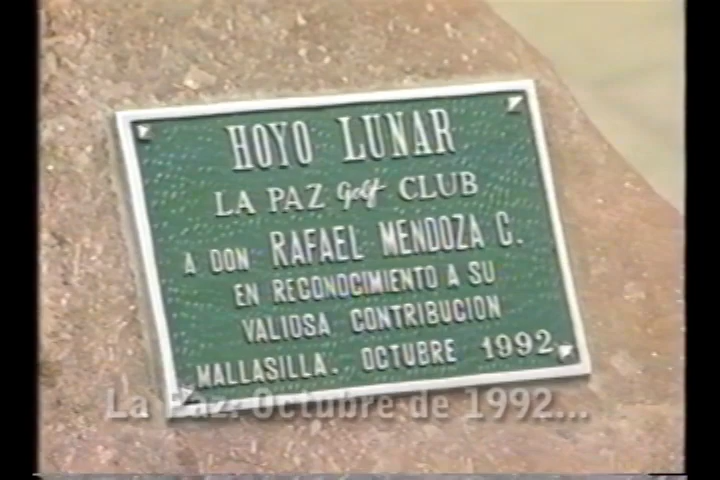 HOYO LUNAR
LA PAZ Golf CLUB
A DON RAFAEL MENDOZA C.
EN RECONOCIMIENTO A SU
VALIOSA CONTRIBUCION
MALLASILLA. OCTUBRE 1992
La Paz. Octubre de 1992...